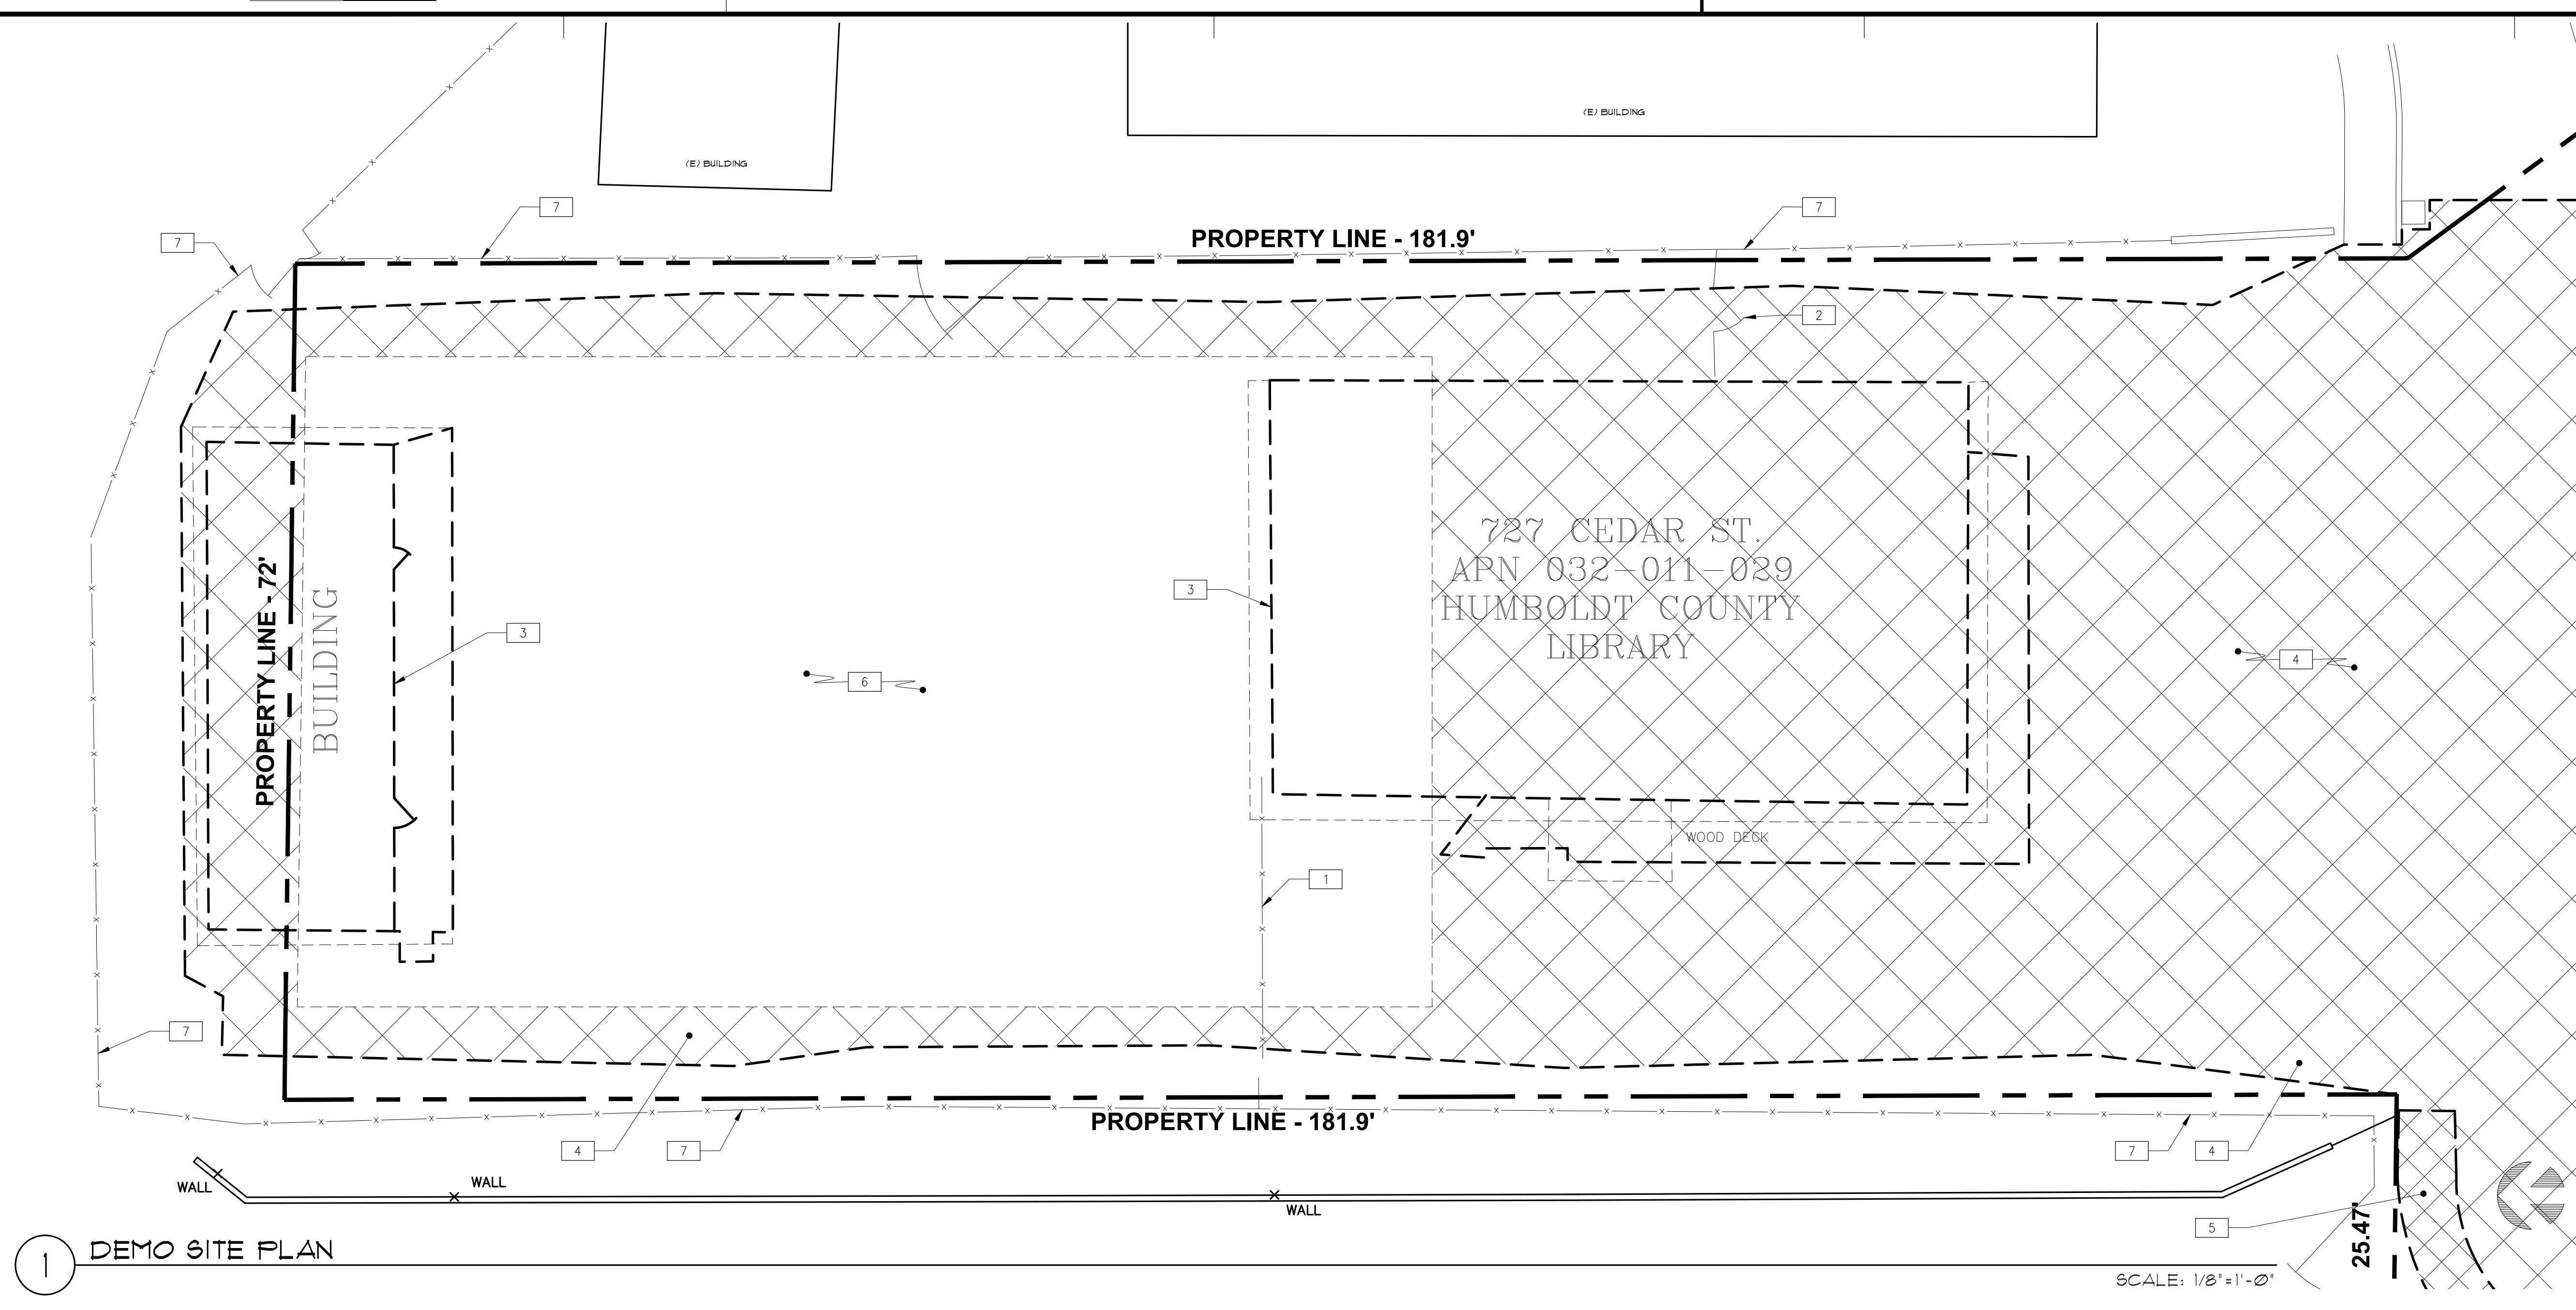 (E) BUILDING
(E) BUILDING
7
7
7
PROPERTY LINE - 181.9'
2
727 CEDAR ST.
APN 032-011-029
HUMBOLDT COUNTY
LIBRARY
3
3
PROPERTY LINE - 72'
BUILDING
6
4
WOOD DECK
1
7
PROPERTY LINE - 181.9'
4
7
7
4
WALL
WALL
WALL
5
25.47'
1
DEMO SITE PLAN
SCALE: 1/8"=1'-0"